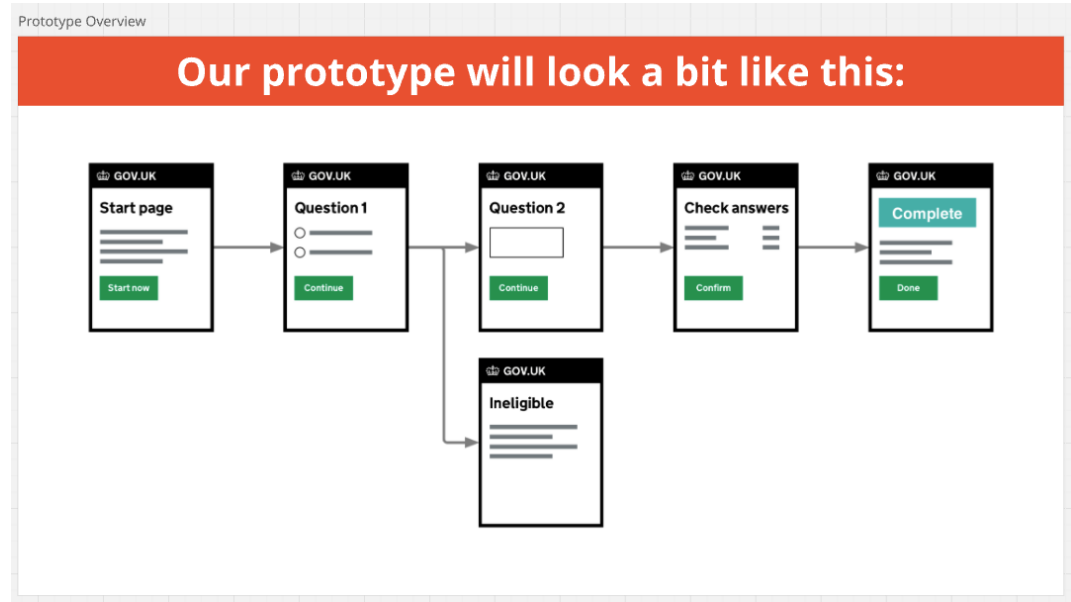 Prototype Overview
Our prototype will look a bit like this:
GOV.UK
Start page
Start now
GOV.UK
Question 1
Continue
GOV.UK
Question 2
Continue
GOV.UK
Check answers
Confirm
GOV.UK
Complete
Done
GOV.UK
Ineligible